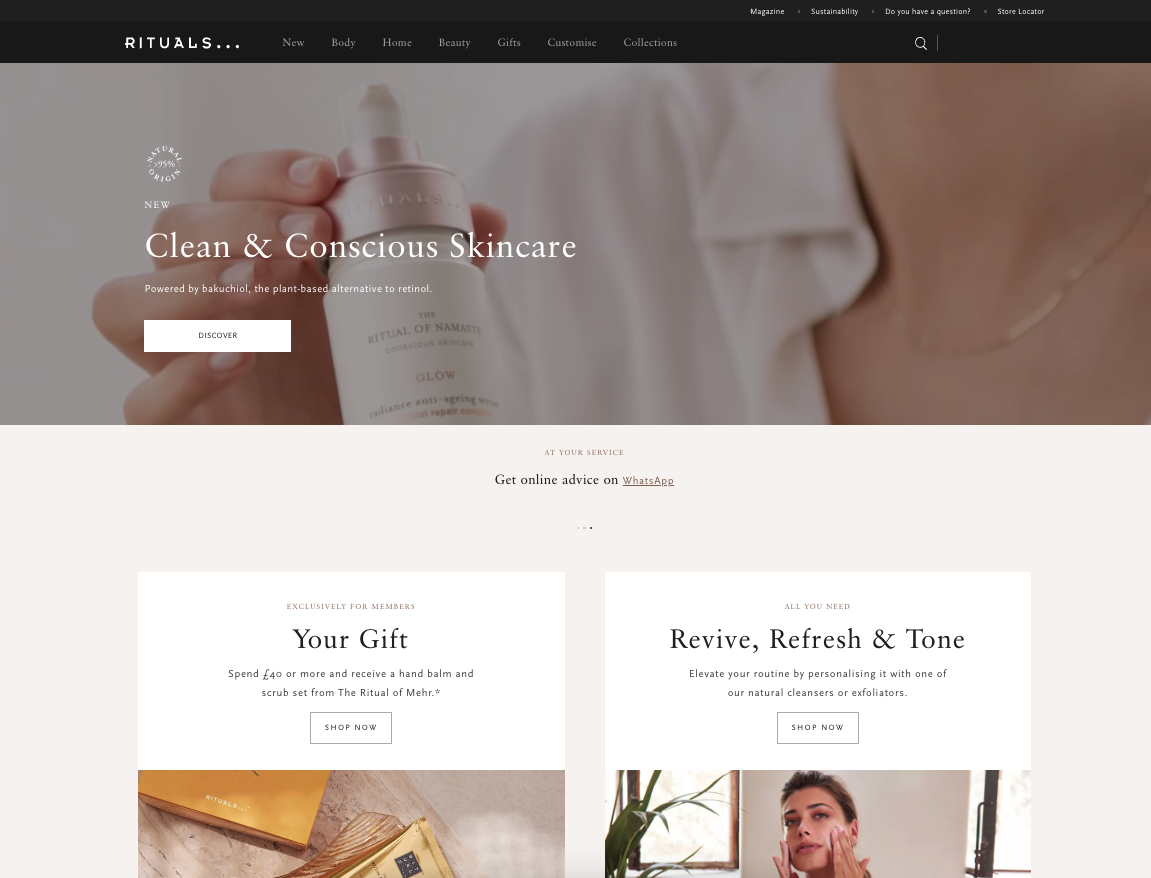 Magazine
Sustainability
Do you have a question?
Store Locator
RITUALS...
New
Body
Home
Beauty
Gifts
Customise
Collections
NATURAL
>95%
ORIGIN
NEW
RITUALS...
Clean & Conscious Skincare
Powered by bakuchiol, the plant-based alternative to retinol.
THE
RITUAL OF NAMASTE
conscious skincare
DISCOVER
GLOW
radiance anti-ageing serum
AT YOUR SERVICE
Get online advice on WhatsApp
EXCLUSIVELY FOR MEMBERS
Your Gift
Spend £40 or more and receive a hand balm and
scrub set from The Ritual of Mehr.*
SHOP NOW
ALL YOU NEED
Revive, Refresh & Tone
Elevate your routine by personalising it with one of
our natural cleansers or exfoliators.
SHOP NOW
RITUALS...